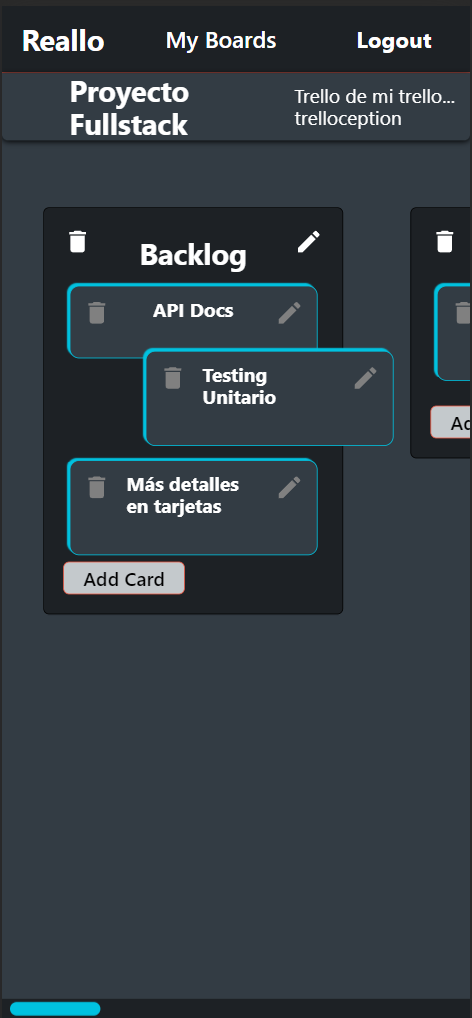 Reallo
My Boards
Logout
Proyecto
Fullstack
Trello de mi trello...
trelloception
Backlog
API Docs
Testing
Unitario
Más detalles
en tarjetas
Add Card